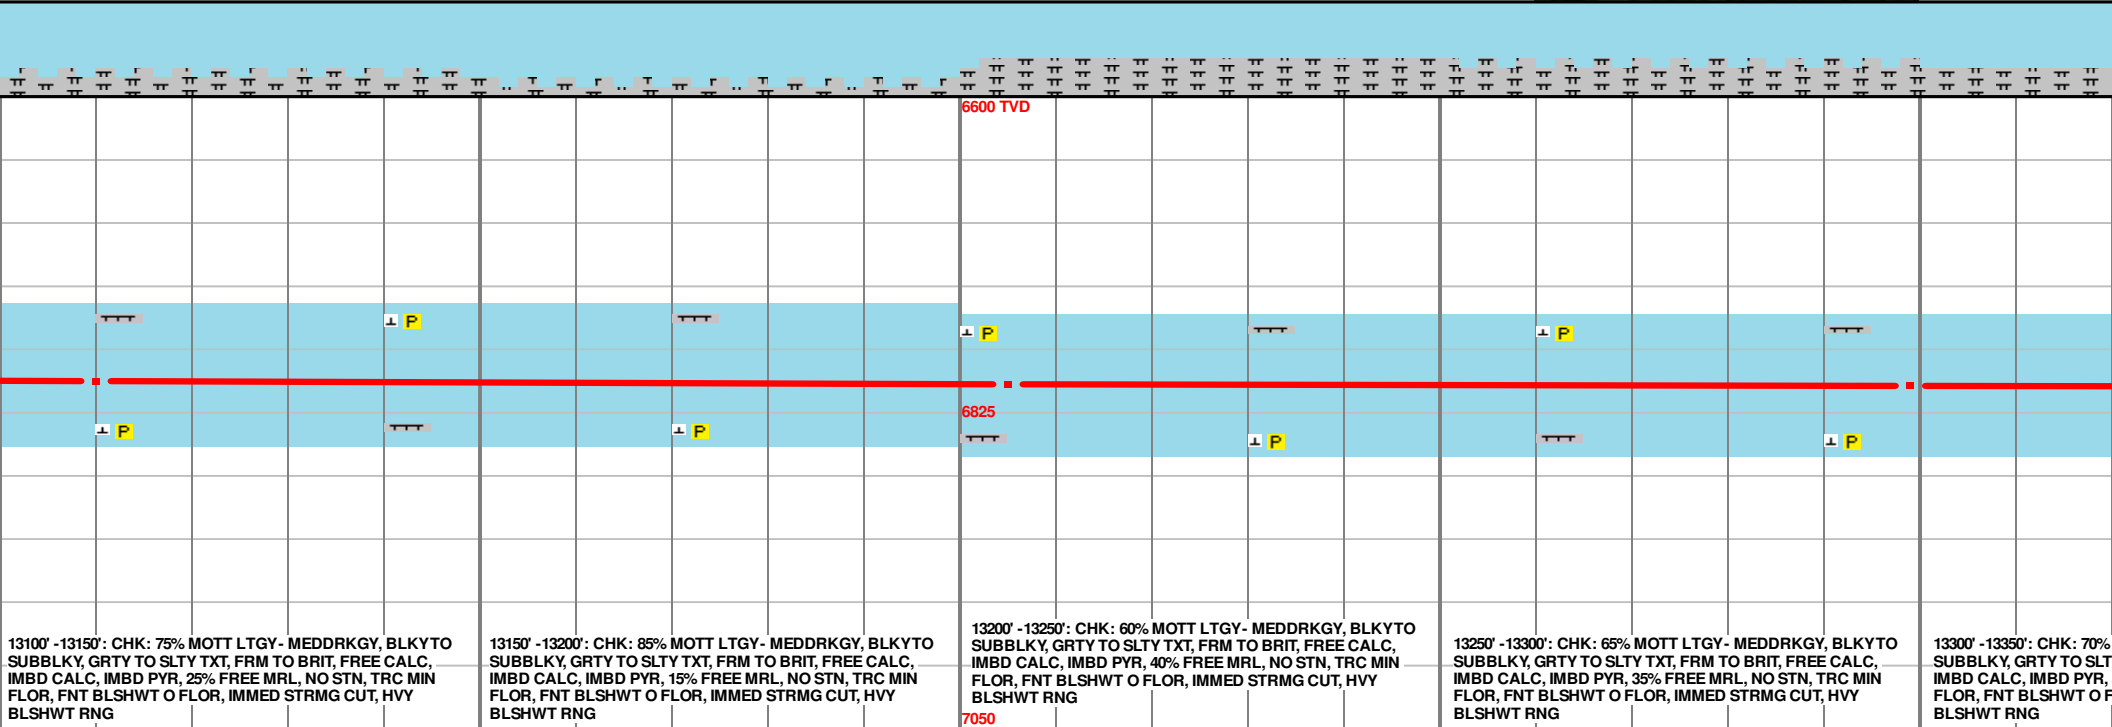 6600 TVD
P
P
P
P
P
6825
P
P
P
P
13100' -13150': CHK: 75% MOTT LTGY- MEDDRKGY, BLKYTO
SUBBLKY, GRTY TO SLTY TXT, FRM TO BRIT, FREE CALC,
IMBD CALC, IMBD PYR, 25% FREE MRL, NO STN, TRC MIN
FLOR, FNT BLSHWT O FLOR, IMMED STRMG CUT, HVY
BLSHWT RNG
13150' -13200': CHK: 85% MOTT LTGY- MEDDRKGY, BLKYTO
SUBBLKY, GRTY TO SLTY TXT, FRM TO BRIT, FREE CALC,
IMBD CALC, IMBD PYR, 15% FREE MRL, NO STN, TRC MIN
FLOR, FNT BLSHWT O FLOR, IMMED STRMG CUT, HVY
BLSHWT RNG
13200' -13250': CHK: 60% MOTT LTGY- MEDDRKGY, BLKYTO
SUBBLKY, GRTY TO SLTY TXT, FRM TO BRIT, FREE CALC,
IMBD CALC, IMBD PYR, 40% FREE MRL, NO STN, TRC MIN
FLOR, FNT BLSHWT O FLOR, IMMED STRMG CUT, HVY
BLSHWT RNG
7050
13250' -13300': CHK: 65% MOTT LTGY- MEDDRKGY, BLKYTO
SUBBLKY, GRTY TO SLTY TXT, FRM TO BRIT, FREE CALC,
IMBD CALC, IMBD PYR, 35% FREE MRL, NO STN, TRC MIN
FLOR, FNT BLSHWT O FLOR, IMMED STRMG CUT, HVY
BLSHWT RNG
13300' -13350': CHK: 70%
SUBBLKY, GRTY TO SLT
IMBD CALC, IMBD PYR,
FLOR, FNT BLSHWT O F
BLSHWT RNG